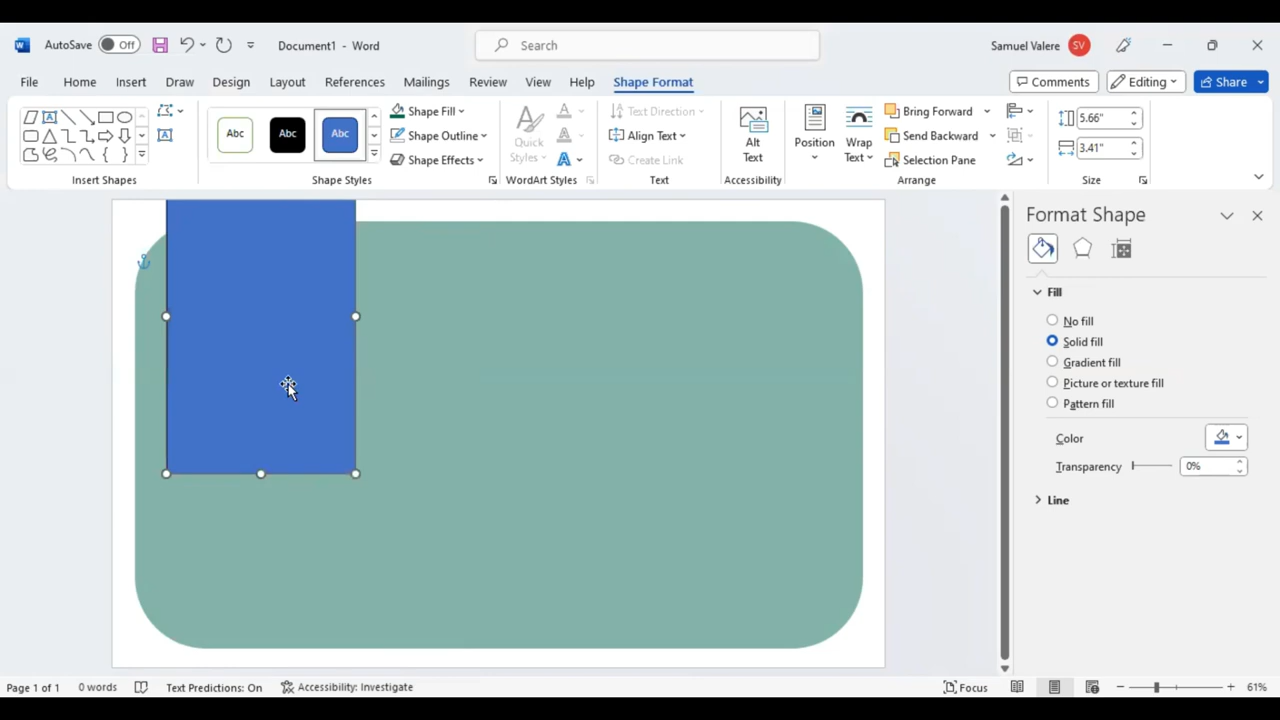 AutoSave Off Document1 - Word Search Samuel Valere SV
File Home Insert Draw Design Layout References Mailings Review View Help Shape Format Comments Editing Share
Abc Abc Abc
Shape Fill
Shape Outline
Shape Effects
Quick Styles
Text Direction
Align Text
Create Link
Alt Text
Position
Wrap Text
Bring Forward
Send Backward
Selection Pane
5.66"
3.41"
Insert Shapes Shape Styles WordArt Styles Text Accessibility Arrange Size
Format Shape
Fill
No fill
Solid fill
Gradient fill
Picture or texture fill
Pattern fill
Color
Transparency 0%
Line
Page 1 of 1 0 words Text Predictions: On Accessibility: Investigate Focus 61%